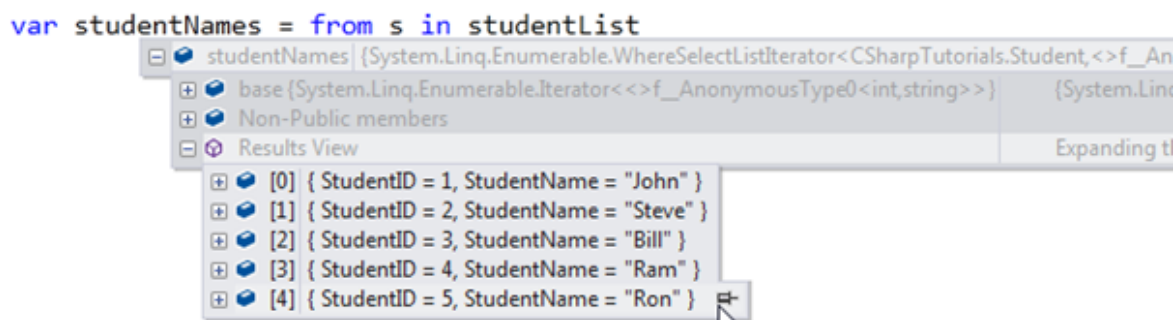 var studentNames = from s in studentList
studentNames {System.Linq.Enumerable.WhereSelectListIterator<CSharpTutorials.Student,<>f__An
base {System.Linq.Enumerable.Iterator<<>f__AnonymousType0<int,string>>} {System.Linq
Non-Public members
Results View Expanding th
[0] { StudentID = 1, StudentName = "John" }
[1] { StudentID = 2, StudentName = "Steve" }
[2] { StudentID = 3, StudentName = "Bill" }
[3] { StudentID = 4, StudentName = "Ram" }
[4] { StudentID = 5, StudentName = "Ron" }